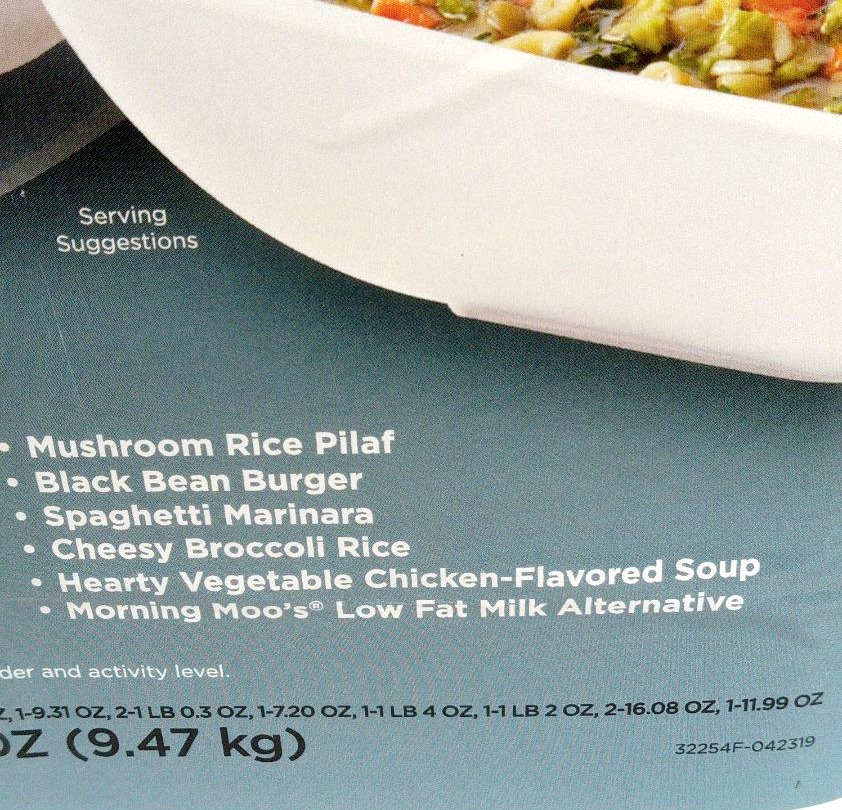 Serving
Suggestions
• Mushroom Rice Pilaf
• Black Bean Burger
• Spaghetti Marinara
• Cheesy Broccoli Rice
• Hearty Vegetable Chicken-Flavored Soup
• Morning Moo's® Low Fat Milk Alternative
der and activity level.
Z, 1-9.31 OZ, 2-1 LB 0.3 OZ, 1-7.20 OZ, 1-1 LB 4 OZ, 1-1 LB 2 OZ, 2-16.08 OZ, 1-11.99 OZ
OZ (9.47 kg)
32254F-042319